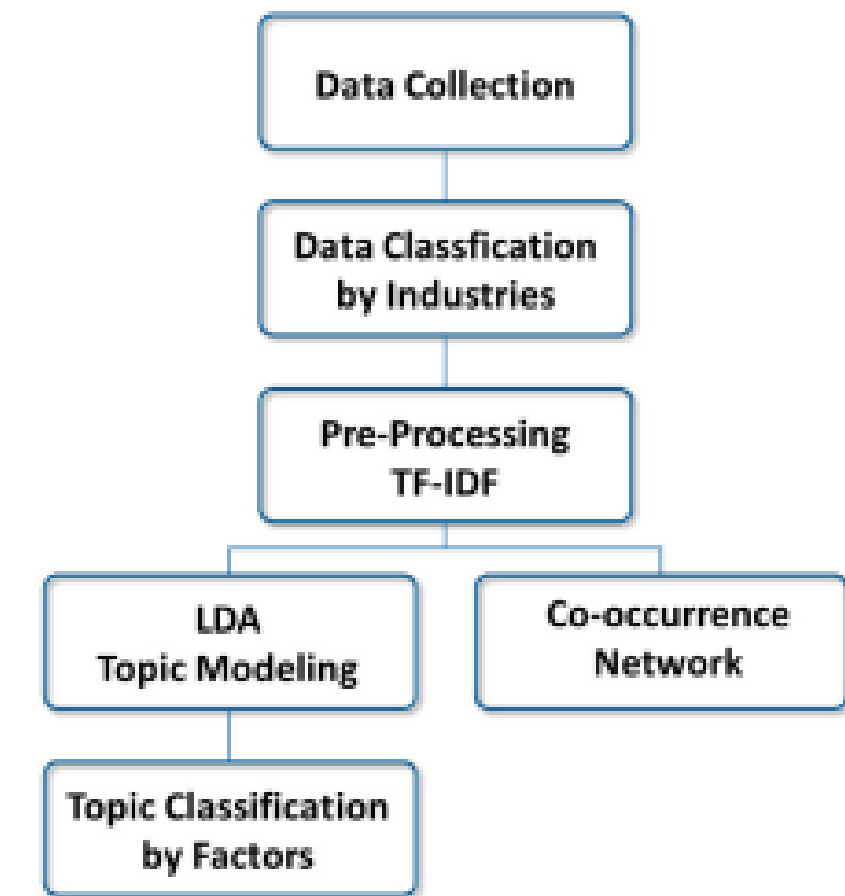 Data Collection
Data Classfication
by Industries
Pre-Processing
TF-IDF
LDA
Topic Modeling
Co-occurrence
Network
Topic Classification
by Factors